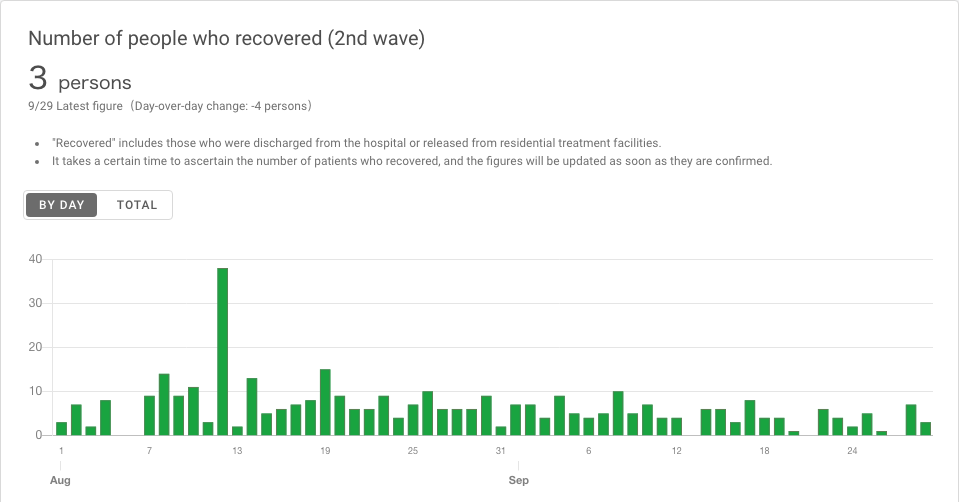 Number of people who recovered (2nd wave)
3 persons
9/29 Latest figure（Day-over-day change: -4 persons）
• "Recovered" includes those who were discharged from the hospital or released from residential treatment facilities.
• It takes a certain time to ascertain the number of patients who recovered, and the figures will be updated as soon as they are confirmed.
BY DAY TOTAL
40
30
20
10
0
1 7 13 19 25 31 6 12 18 24
Aug Sep